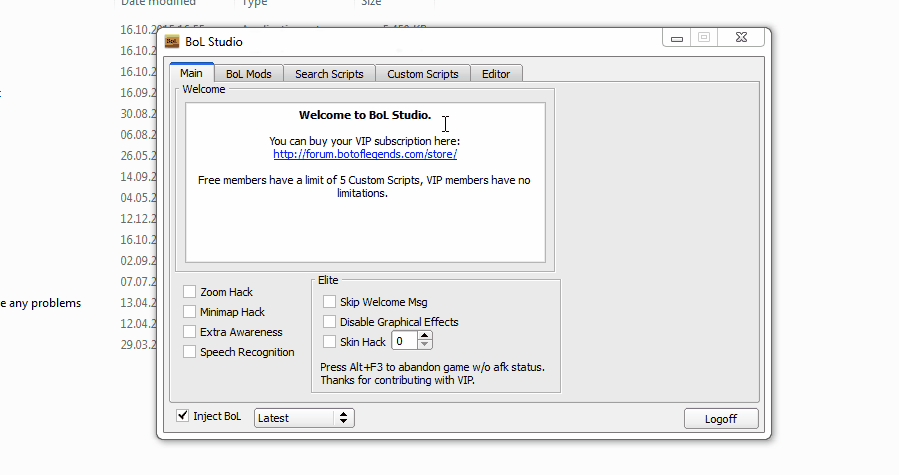 Date modified Type Size
16.10.2015 16:55
BoL Studio
16.10.2
16.10.2
Main BoL Mods Search Scripts Custom Scripts Editor
16.09.2
Welcome
30.08.2
Welcome to BoL Studio.
06.08.2
You can buy your VIP subscription here:
26.05.2
http://forum.botoflegends.com/store/
14.09.2
Free members have a limit of 5 Custom Scripts, VIP members have no
limitations.
04.05.2
12.12.2
16.10.2
02.09.2
07.07.2
Elite
Zoom Hack
e any problems
13.04.2
Skip Welcome Msg
Minimap Hack
12.04.2
Disable Graphical Effects
Extra Awareness
29.03.2
Skin Hack 0
Speech Recognition
Press Alt+F3 to abandon game w/o afk status.
Thanks for contributing with VIP.
Inject BoL Latest Logoff